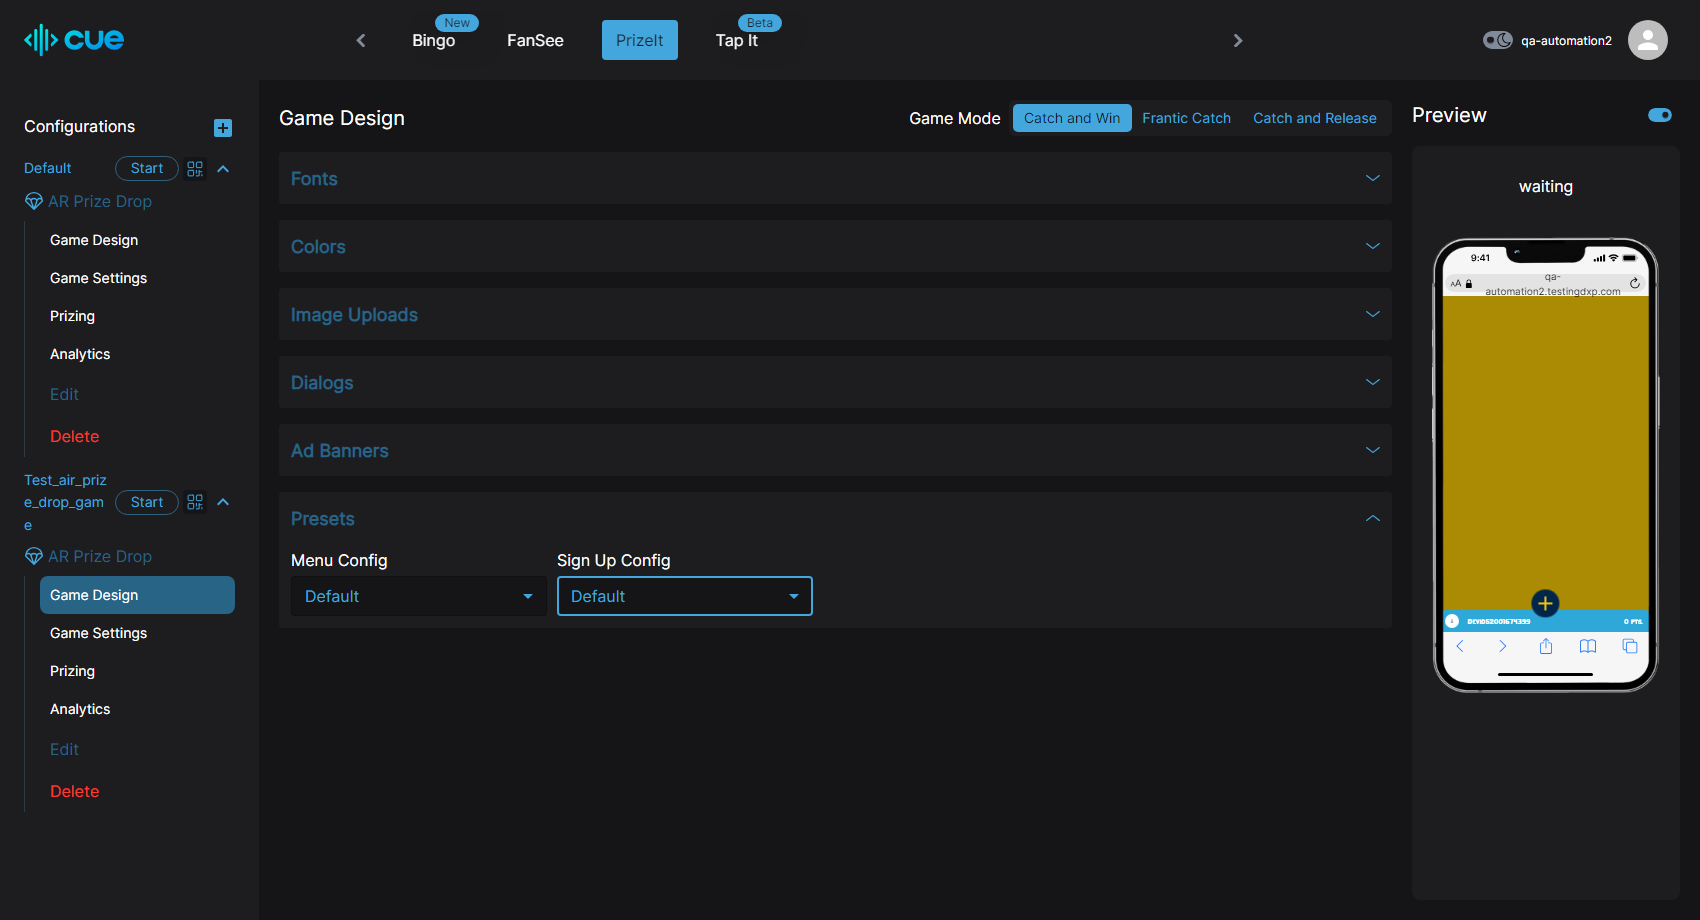 cue
New
Bingo
FanSee
PrizeIt
Beta
Tap It
qa-automation2
Configurations
Default
Start
AR Prize Drop
Game Design
Game Settings
Prizing
Analytics
Edit
Delete
Test_air_priz
e_drop_gam
e
Start
AR Prize Drop
Game Design
Game Settings
Prizing
Analytics
Edit
Delete
Game Design
Game Mode
Catch and Win
Frantic Catch
Catch and Release
Fonts
Colors
Image Uploads
Dialogs
Ad Banners
Presets
Menu Config
Sign Up Config
Default
Default
Preview
waiting
9:41
AA
qa-
automation2.testingdxp.com
0 PTS.